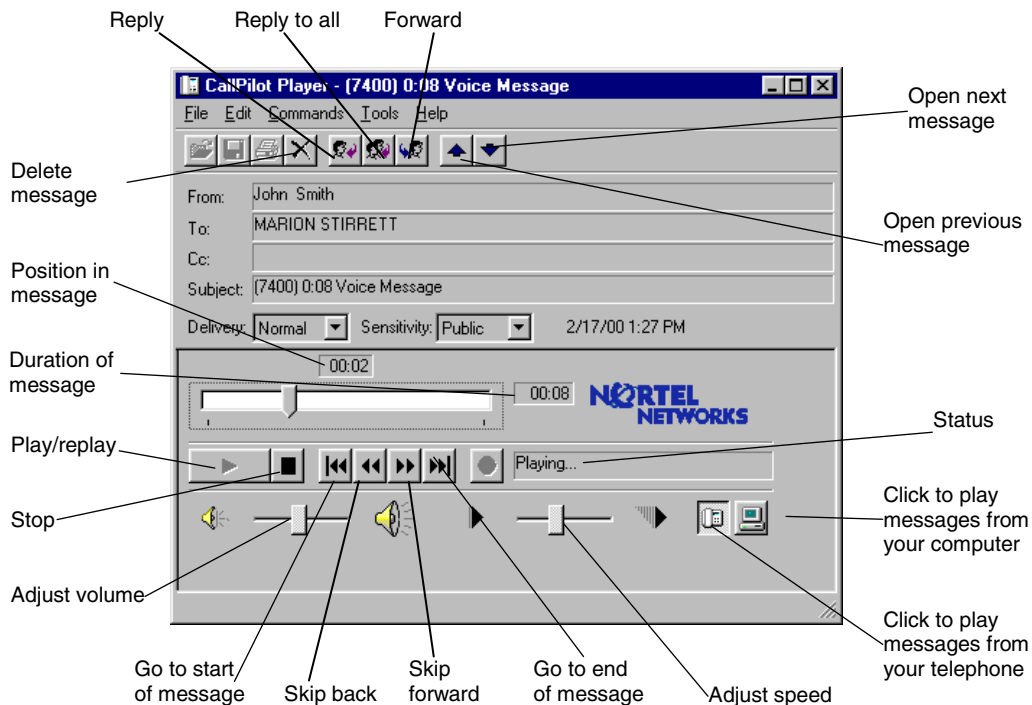 Reply
Reply to all
Forward
CallPilot Player - (7400) 0:08 Voice Message
File Edit Commands Tools Help
Open next
message
Delete
message
From: John Smith
To: MARION STIRRETT
Cc:
Subject: (7400) 0:08 Voice Message
Open previous
message
Position in
message
Delivery: Normal Sensitivity: Public 2/17/00 1:27 PM
Duration of
message
00:02
00:08
NORTEL
NETWORKS
Status
Play/replay
Playing...
Stop
Click to play
messages from
your computer
Adjust volume
Click to play
messages from
your telephone
Go to start
of message
Skip back
Skip
forward
Go to end
of message
Adjust speed